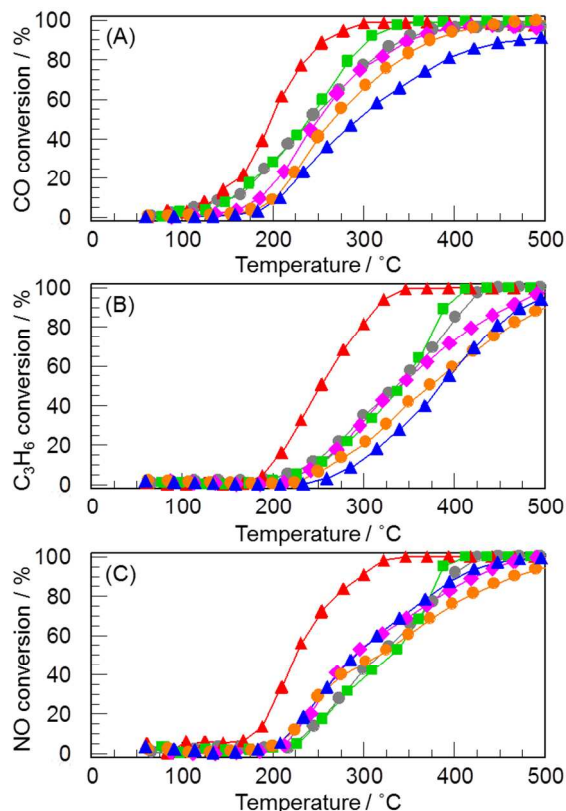 (A)
CO conversion / %
100
80
60
40
20
0
0 100 200 300 400 500
Temperature / ˚C
(B)
C₃H₆ conversion / %
100
80
60
40
20
0
0 100 200 300 400 500
Temperature / ˚C
(C)
NO conversion / %
100
80
60
40
20
0
0 100 200 300 400 500
Temperature / ˚C